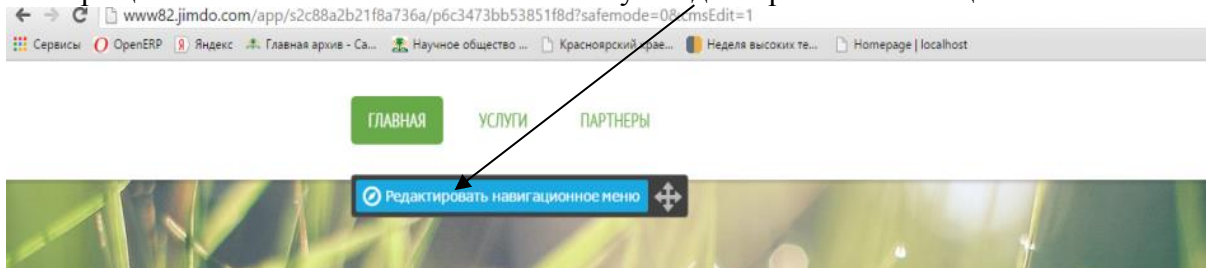 www82.jimdo.com/app/s2c88a2b21f8a736a/p6c3473bb53851f8d?safemode=0&cmsEdit=1
Сервисы OpenERP Яндекс Главная архив - Са... Научное общество ... Красноярский крае... Неделя высоких те... Homepage | localhost
ГЛАВНАЯ УСЛУГИ ПАРТНЕРЫ
Редактировать навигационное меню